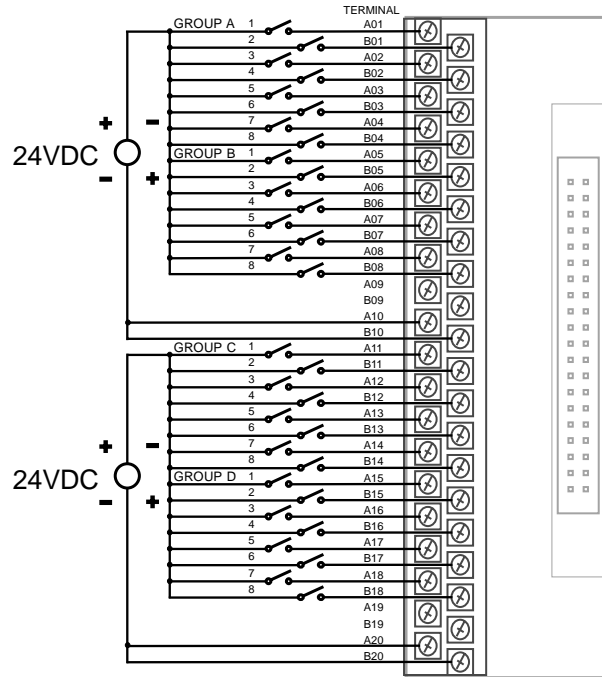 TERMINAL
GROUP A 1 A01
2 B01
3 A02
4 B02
5 A03
6 B03
7 A04
8 B04
GROUP B 1 A05
2 B05
3 A06
4 B06
5 A07
6 B07
7 A08
8 B08
A09
B09
A10
B10
+ -
24VDC
- +
GROUP C 1 A11
2 B11
3 A12
4 B12
5 A13
6 B13
7 A14
8 B14
GROUP D 1 A15
2 B15
3 A16
4 B16
5 A17
6 B17
7 A18
8 B18
A19
B19
A20
B20
+ -
24VDC
- +